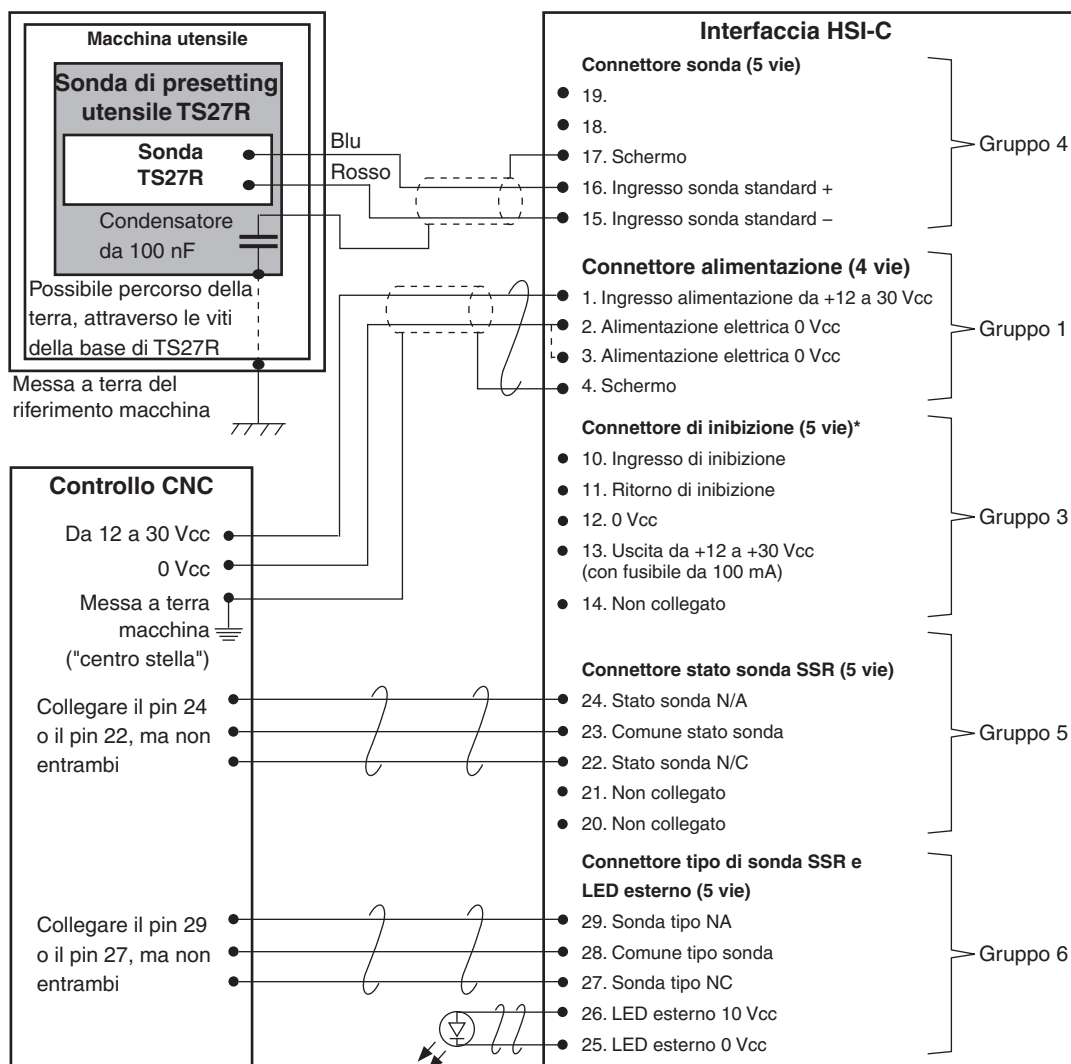 Macchina utensile
Sonda di presetting
utensile TS27R
Sonda
TS27R
Blu
Rosso
Condensatore
da 100 nF
Possibile percorso della
terra, attraverso le viti
della base di TS27R
Messa a terra del
riferimento macchina
Controllo CNC
Da 12 a 30 Vcc
0 Vcc
Messa a terra
macchina
("centro stella")
Collegare il pin 24
o il pin 22, ma non
entrambi
Collegare il pin 29
o il pin 27, ma non
entrambi
Interfaccia HSI-C
Connettore sonda (5 vie)
19.
18.
17. Schermo
16. Ingresso sonda standard +
15. Ingresso sonda standard –
Gruppo 4
Connettore alimentazione (4 vie)
1. Ingresso alimentazione da +12 a 30 Vcc
2. Alimentazione elettrica 0 Vcc
3. Alimentazione elettrica 0 Vcc
4. Schermo
Gruppo 1
Connettore di inibizione (5 vie)*
10. Ingresso di inibizione
11. Ritorno di inibizione
12. 0 Vcc
13. Uscita da +12 a +30 Vcc
(con fusibile da 100 mA)
14. Non collegato
Gruppo 3
Connettore stato sonda SSR (5 vie)
24. Stato sonda N/A
23. Comune stato sonda
22. Stato sonda N/C
21. Non collegato
20. Non collegato
Gruppo 5
Connettore tipo di sonda SSR e
LED esterno (5 vie)
29. Sonda tipo NA
28. Comune tipo sonda
27. Sonda tipo NC
26. LED esterno 10 Vcc
25. LED esterno 0 Vcc
Gruppo 6